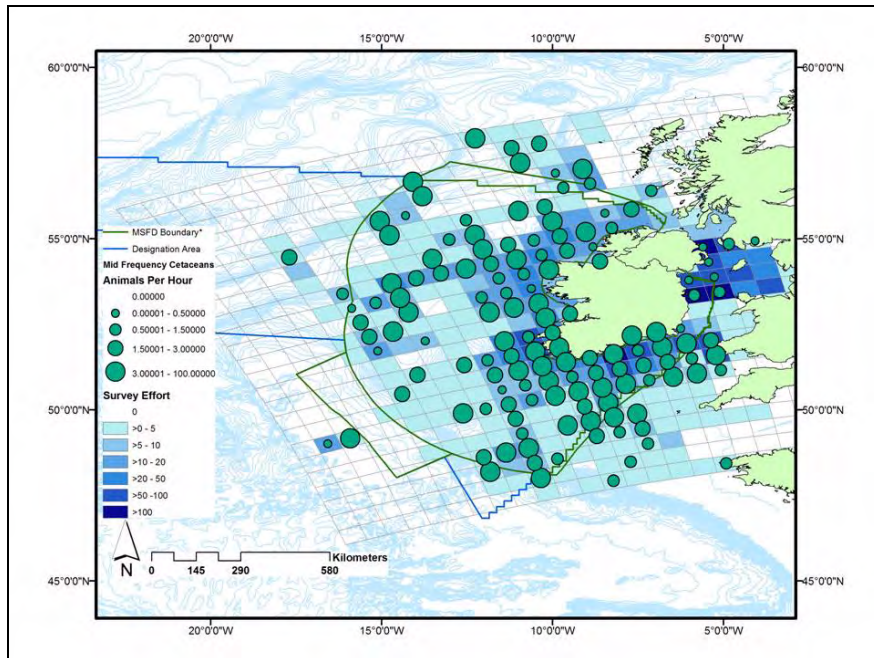 20°0'0"W 15°0'0"W 10°0'0"W 5°0'0"W
60°0'0"N 60°0'0"N
55°0'0"N 55°0'0"N
MSFD Boundary*
Designation Area
Mid Frequency Cetaceans
Animals Per Hour
0.00000
0.00001 - 0.50000
0.50001 - 1.50000
1.50001 - 3.00000
3.00001 - 100.00000
Survey Effort
0
>0 - 5
>5 - 10
>10 - 20
>20 - 50
>50 -100
>100
50°0'0"N 50°0'0"N
N
Kilometers
0 145 290 580
45°0'0"N 45°0'0"N
20°0'0"W 15°0'0"W 10°0'0"W 5°0'0"W